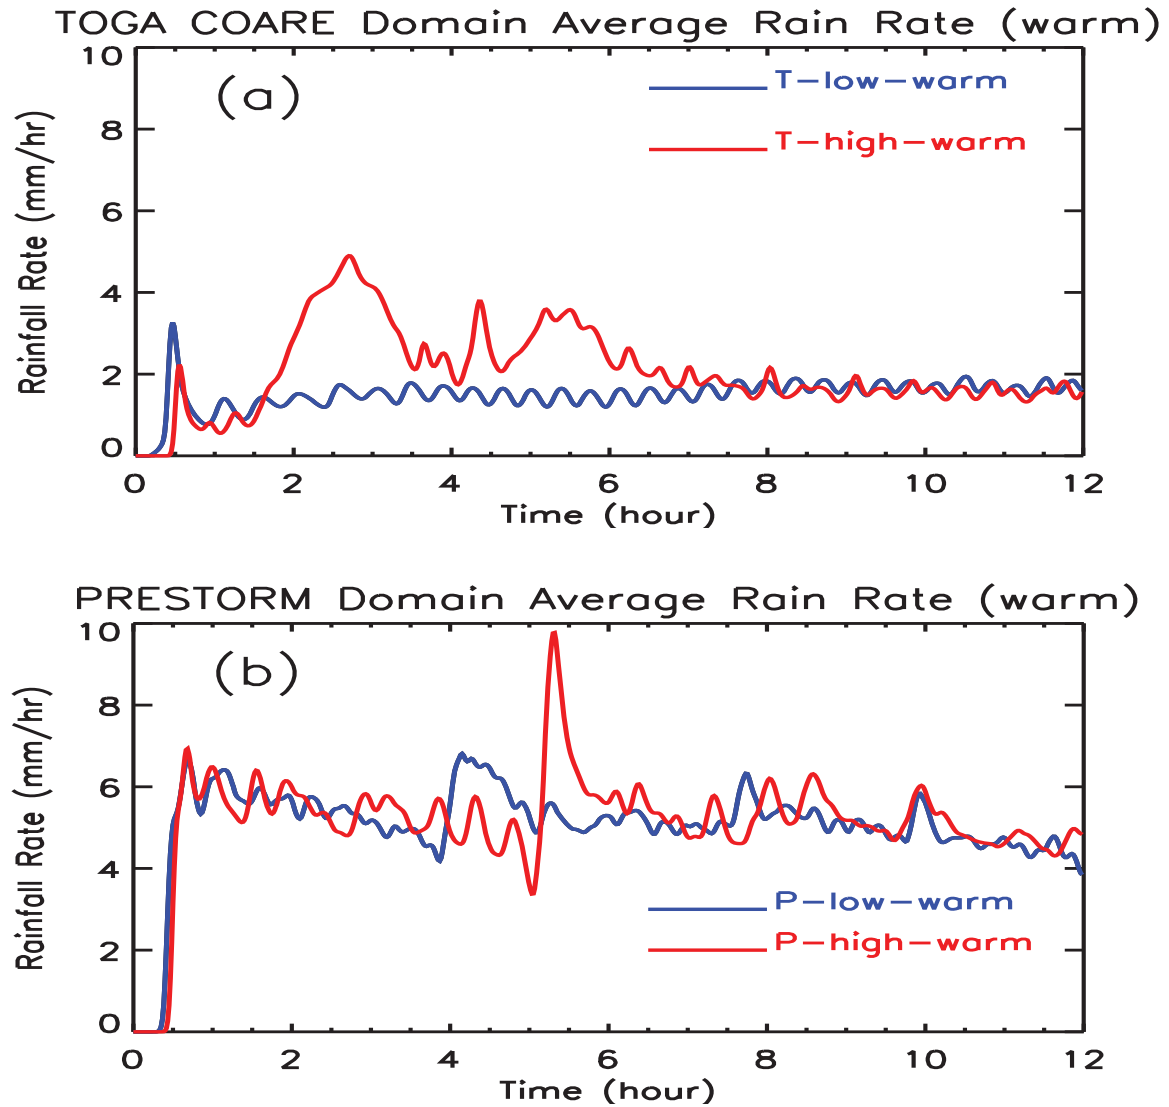 TOGA COARE Domain Average Rain Rate (warm)
10
(a)
T-low-warm
8
T-high-warm
6
4
2
0
Rainfall Rate (mm/hr)
0 2 4 6 8 10 12
Time (hour)
PRESTORM Domain Average Rain Rate (warm)
10
(b)
8
6
4
P-low-warm
P-high-warm
2
0
Rainfall Rate (mm/hr)
0 2 4 6 8 10 12
Time (hour)